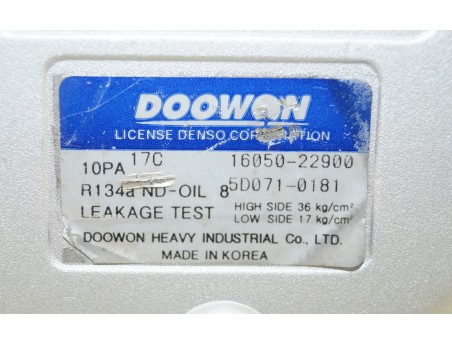 DOOWON
LICENSE DENSO CORPORATION
10PA 17C 16050-22900
R134a ND-OIL 8 5D071-0181
LEAKAGE TEST HIGH SIDE 36 kg/cm²
LOW SIDE 17 kg/cm²
DOOWON HEAVY INDUSTRIAL Co., LTD.
MADE IN KOREA